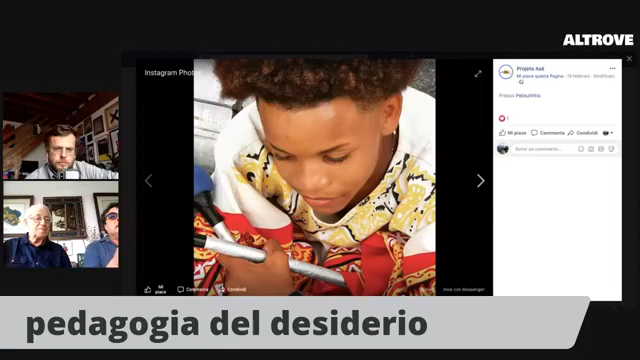 ALTROVE
Instagram Photos
Projeto Axé
Mi piace questa Pagina · 19 febbraio
Presso Pelourinho.
1
Mi piace
Commenta
Condividi
Scrivi un commento...
Mi piace
Commenta
Condividi
Invia con Messenger
pedagogia del desiderio